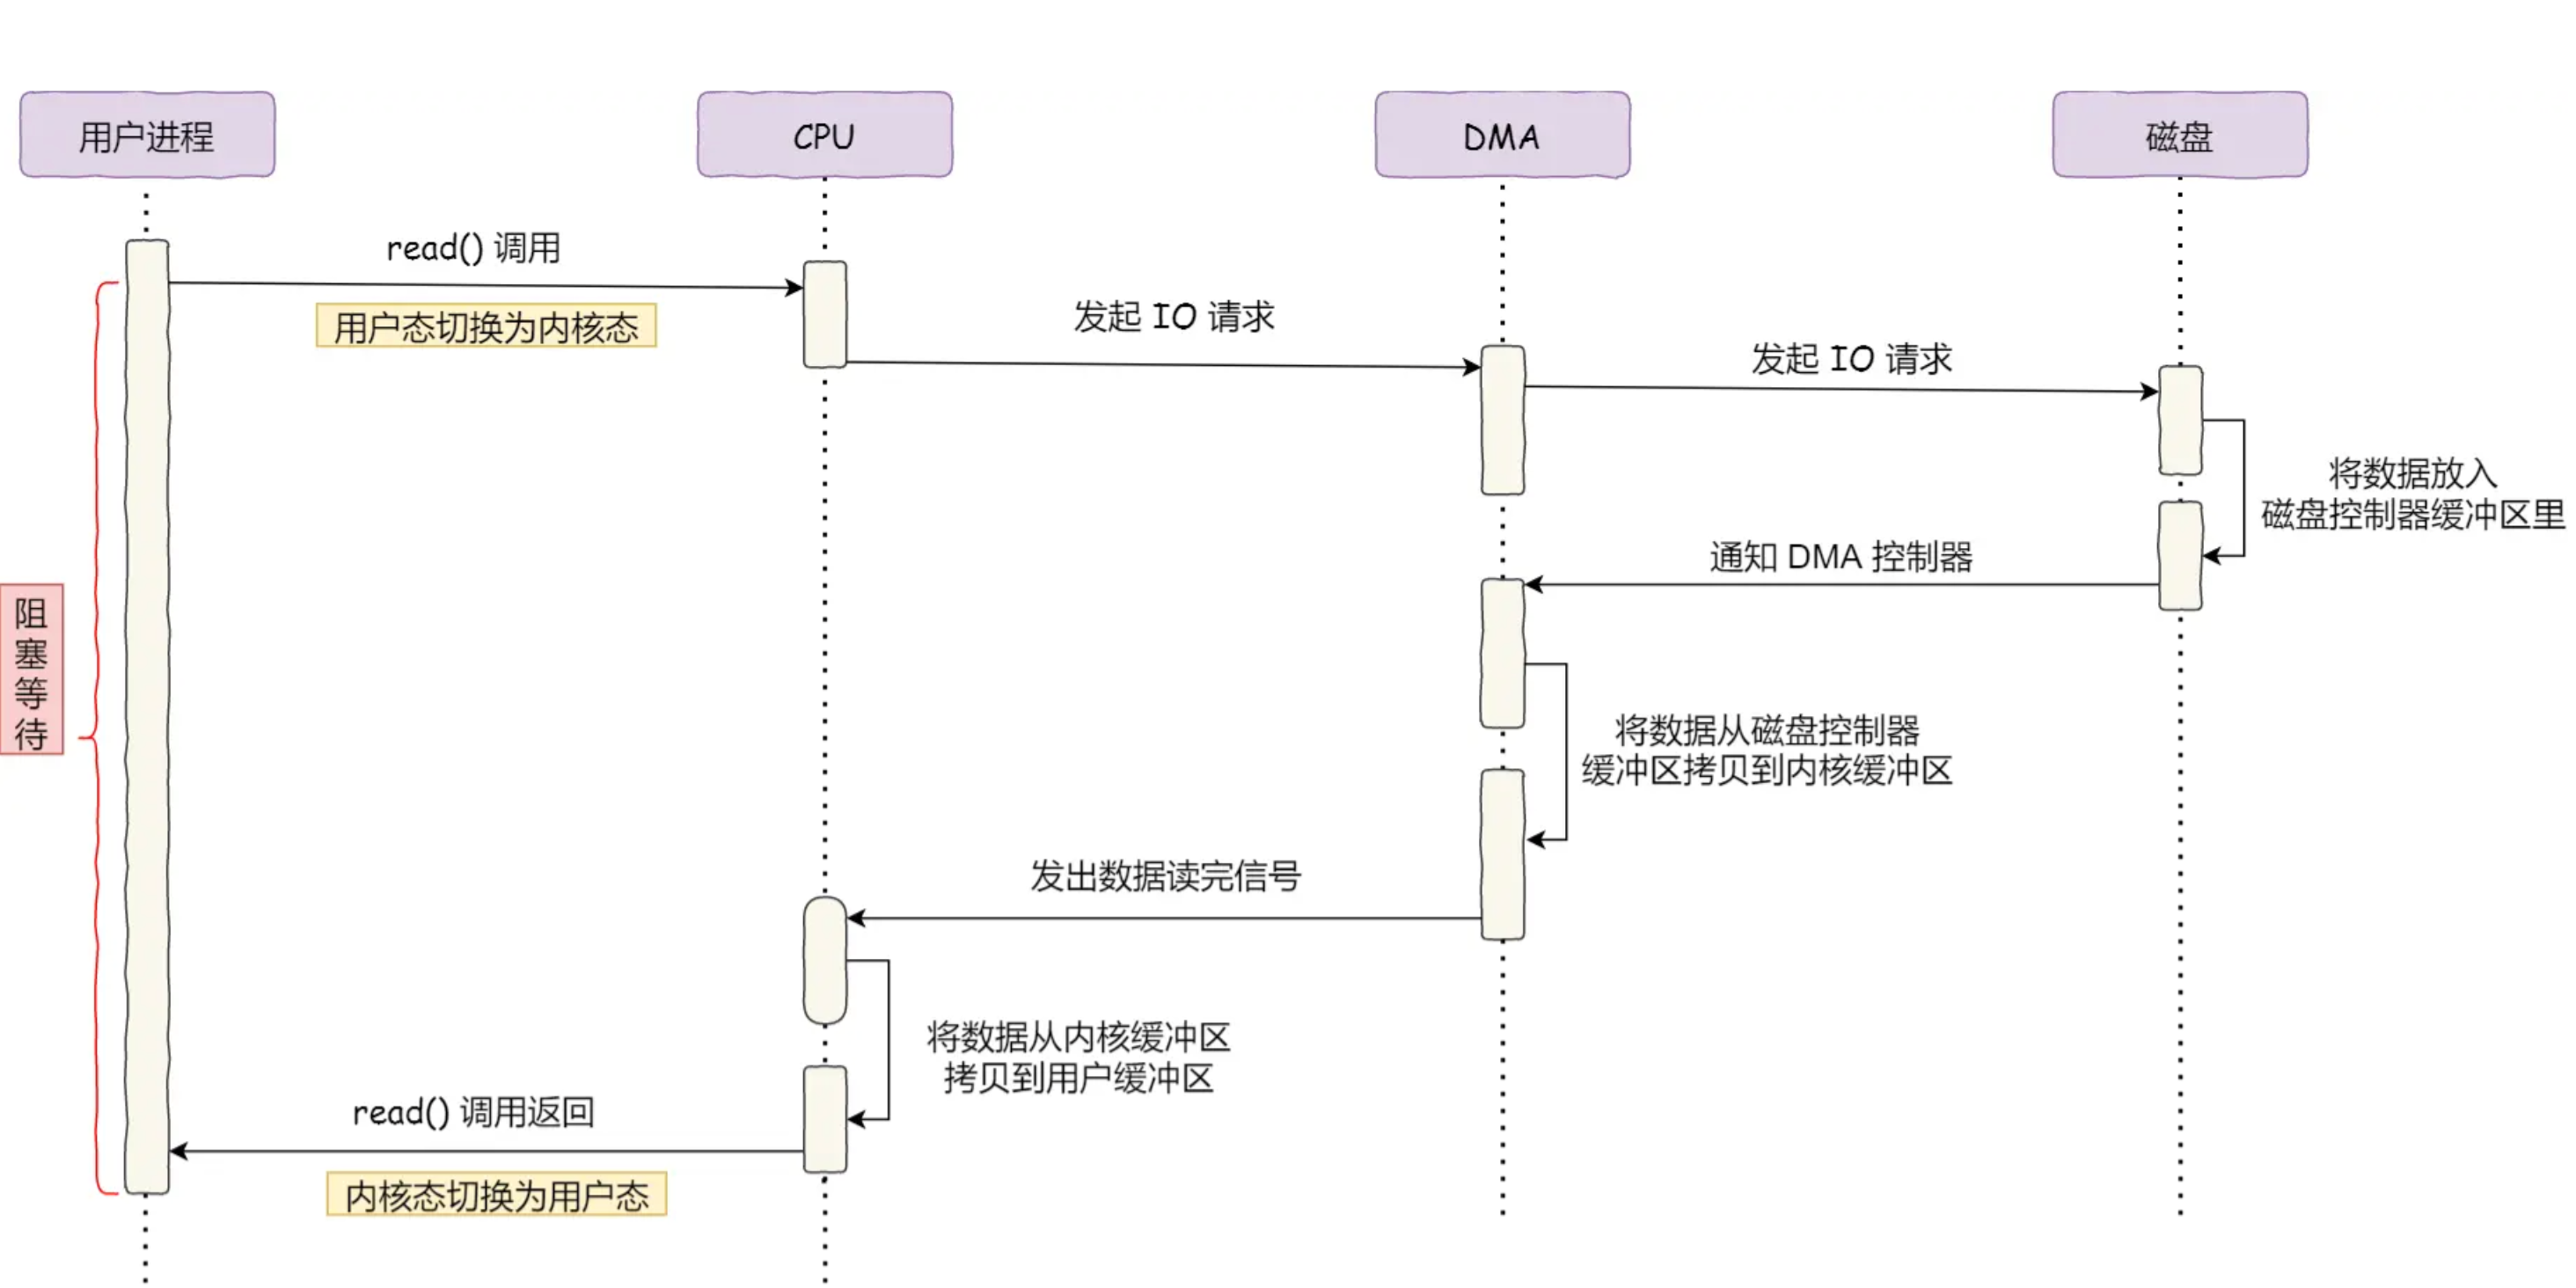 用户进程
CPU
DMA
磁盘
read() 调用
用户态切换为内核态
发起 IO 请求
发起 IO 请求
将数据放入
磁盘控制器缓冲区里
通知 DMA 控制器
阻
塞
等
待
将数据从磁盘控制器
缓冲区拷贝到内核缓冲区
发出数据读完信号
将数据从内核缓冲区
拷贝到用户缓冲区
read() 调用返回
内核态切换为用户态